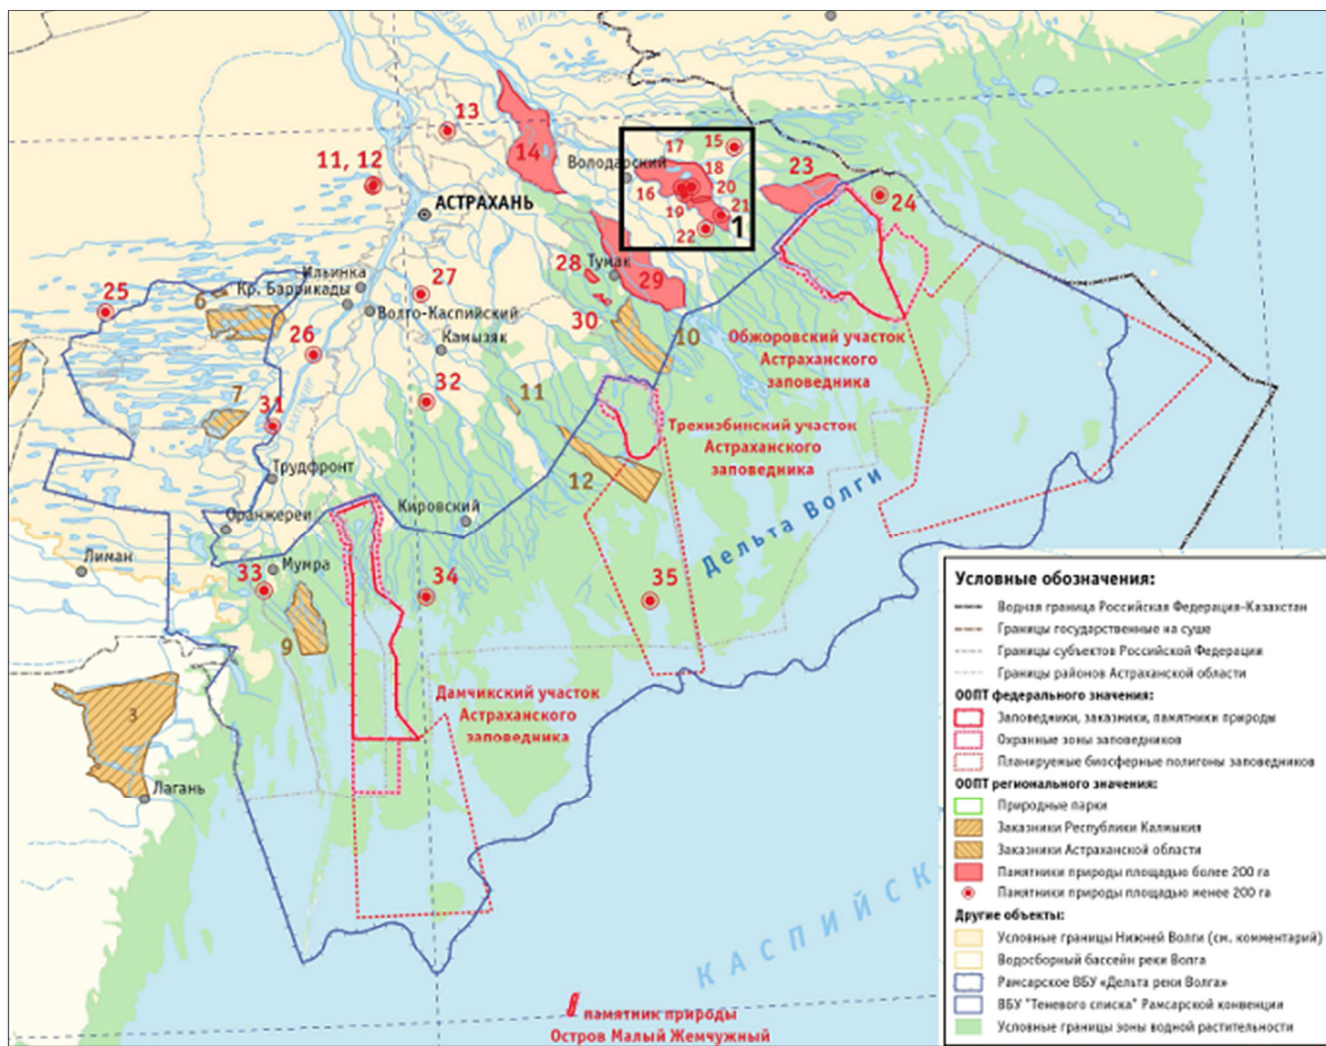 КИГАЧ
13
14
Володарский
17
15
18
16
20
19
21
22
1
23
24
11, 12
АСТРАХАНЬ
Ильинка
Кр. Баррикады
Волго-Каспийский
Камызяк
25
6
27
26
28
Тумак
29
30
10
Обжоровский участок
Астраханского
заповедника
7
31
32
11
Трехизбинский участок
Астраханского
заповедника
12
Трудфронт
Оранжереи
Кировский
Лиман
Мумра
33
34
35
9
Дельта Волги
3
Лагань
Дамчикский участок
Астраханского
заповедника
КАСПИЙСК
памятник природы
Остров Малый Жемчужный
Условные обозначения:
Водная граница Российская Федерация-Казахстан
Границы государственные на суше
Границы субъектов Российской Федерации
Границы районов Астраханской области
ООПТ федерального значения:
Заповедники, заказники, памятники природы
Охранные зоны заповедников
Планируемые биосферные полигоны заповедников
ООПТ регионального значения:
Природные парки
Заказники Республики Калмыкия
Заказники Астраханской области
Памятники природы площадью более 200 га
Памятники природы площадью менее 200 га
Другие объекты:
Условные границы Нижней Волги (см. комментарий)
Водосборный бассейн реки Волга
Рамсарское ВБУ «Дельта реки Волга»
ВБУ "Теневого списка" Рамсарской конвенции
Условные границы зоны водной растительности